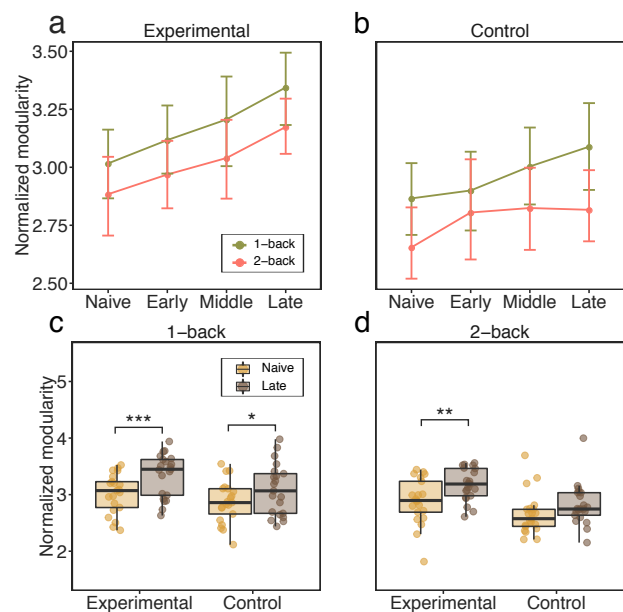 a
Experimental
b
Control
Normalized modularity
3.50
3.25
3.00
2.75
2.50
1−back
2−back
Naive Early Middle Late
Naive Early Middle Late
c
1−back
d
2−back
Normalized modularity
5
4
3
2
Naive
Late
***
*
**
Experimental Control
Experimental Control